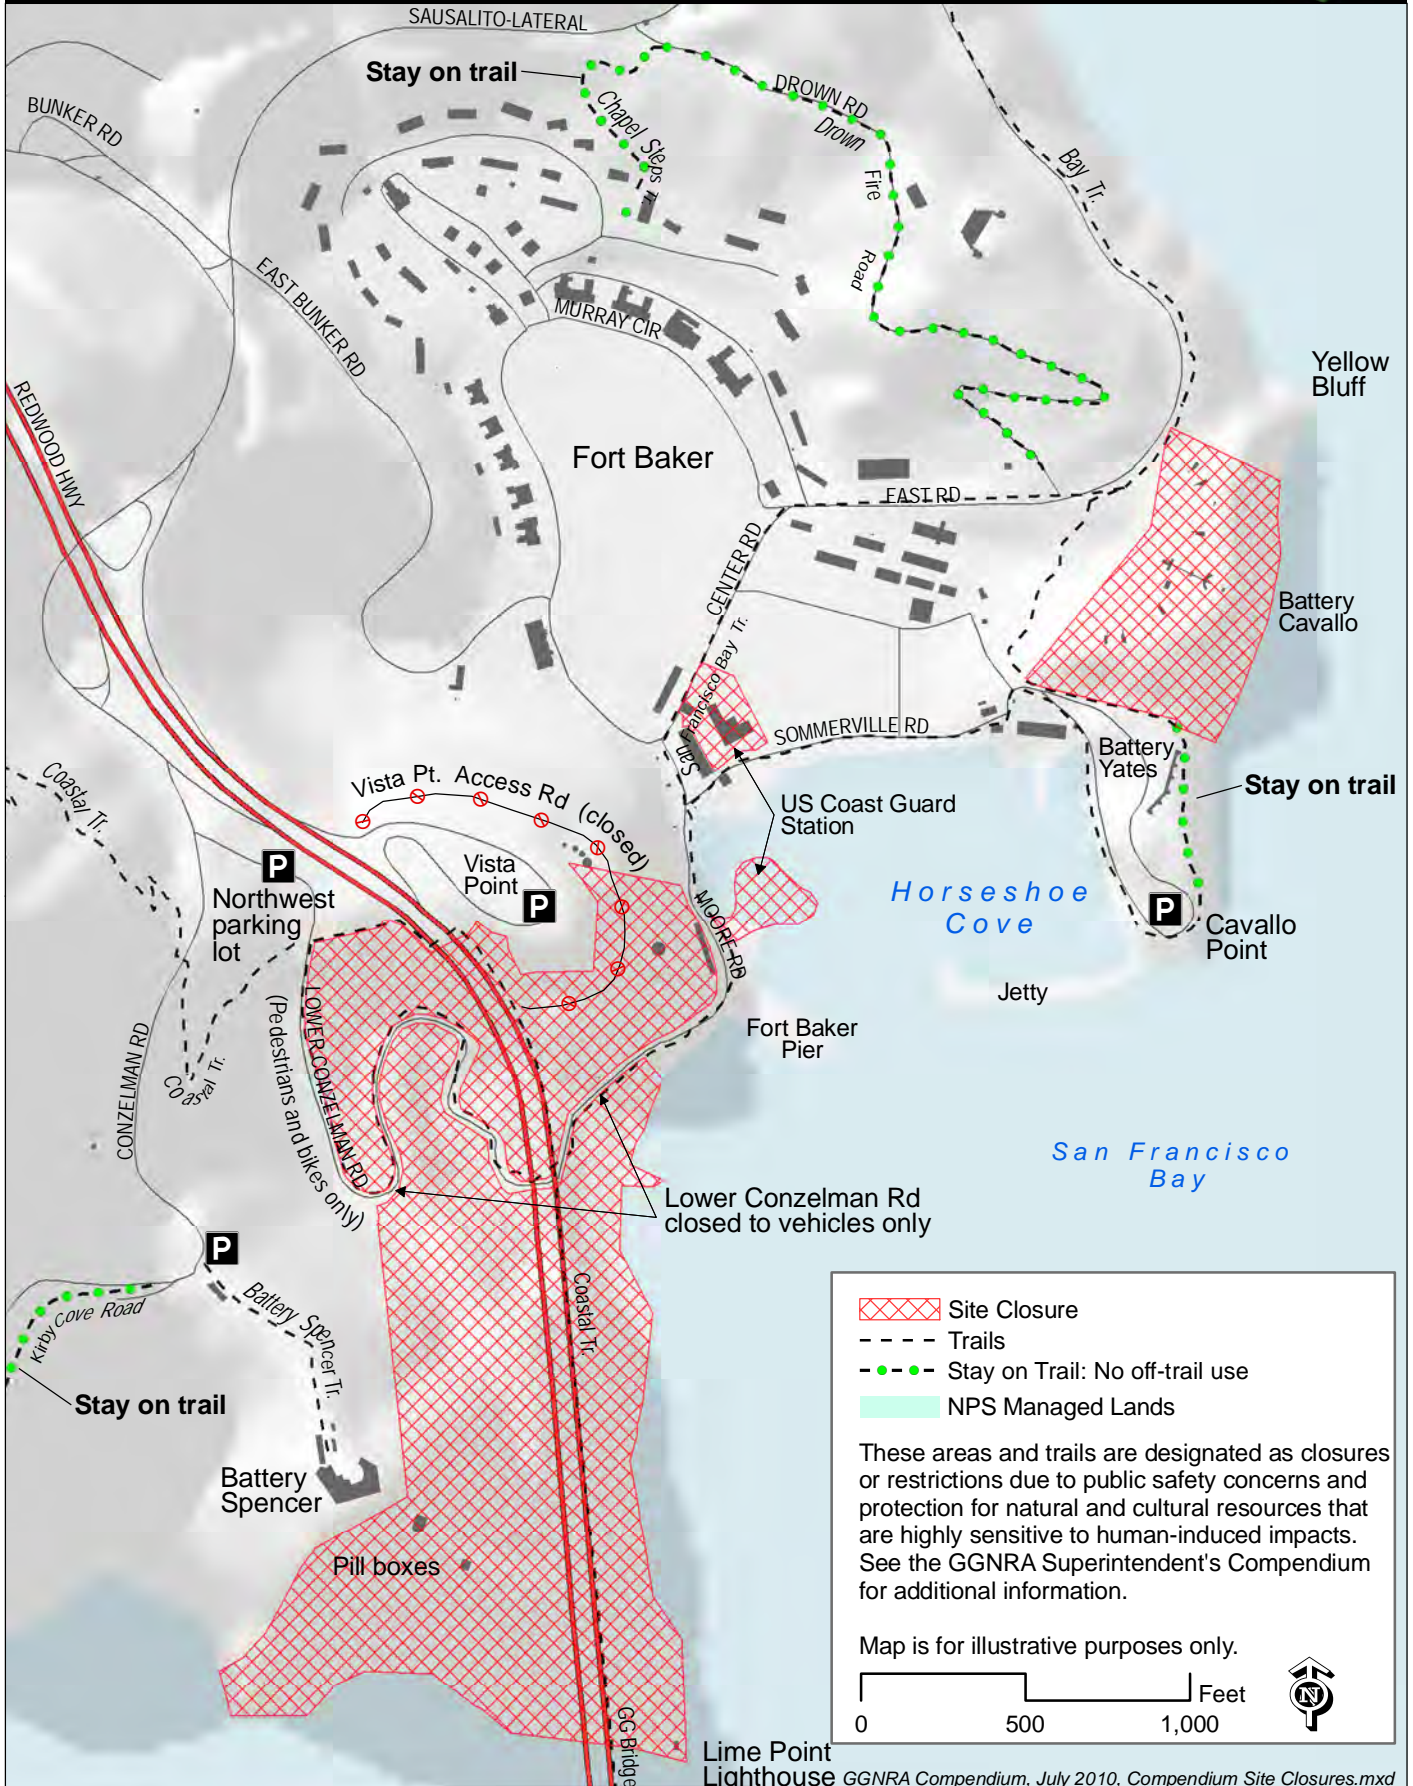 SAUSALITO-LATERAL
Stay on trail
BUNKER RD
Chapel Steps Tr.
DROWN RD
Drown Fire Road
Bay Tr.
EAST BUNKER RD
MURRAY CIR
Yellow
Bluff
REDWOOD HWY
Fort Baker
EAST RD
CENTER RD
Battery
Cavallo
San Francisco Bay Tr.
SOMMERVILLE RD
Battery
Yates
Stay on trail
Coastal Tr.
Vista Pt. Access Rd (closed)
US Coast Guard
Station
Vista
Point
P
P
Northwest
parking
lot
Horseshoe
Cove
P
Cavallo
Point
MOORE RD
Jetty
Fort Baker
Pier
LOWER CONZELMAN RD
(Pedestrians and bikes only)
CONZELMAN RD
Coastal Tr.
San Francisco
Bay
Lower Conzelman Rd
closed to vehicles only
P
Battery Spencer Tr.
Kirby Cove Road
Stay on trail
Coastal Tr.
Battery
Spencer
Pill boxes
GG Bridge
Lime Point
Lighthouse
Site Closure
Trails
Stay on Trail: No off-trail use
NPS Managed Lands
These areas and trails are designated as closures
or restrictions due to public safety concerns and
protection for natural and cultural resources that
are highly sensitive to human-induced impacts.
See the GGNRA Superintendent's Compendium
for additional information.
Map is for illustrative purposes only.
Feet
0 500 1,000
N
GGNRA Compendium, July 2010, Compendium Site Closures.mxd